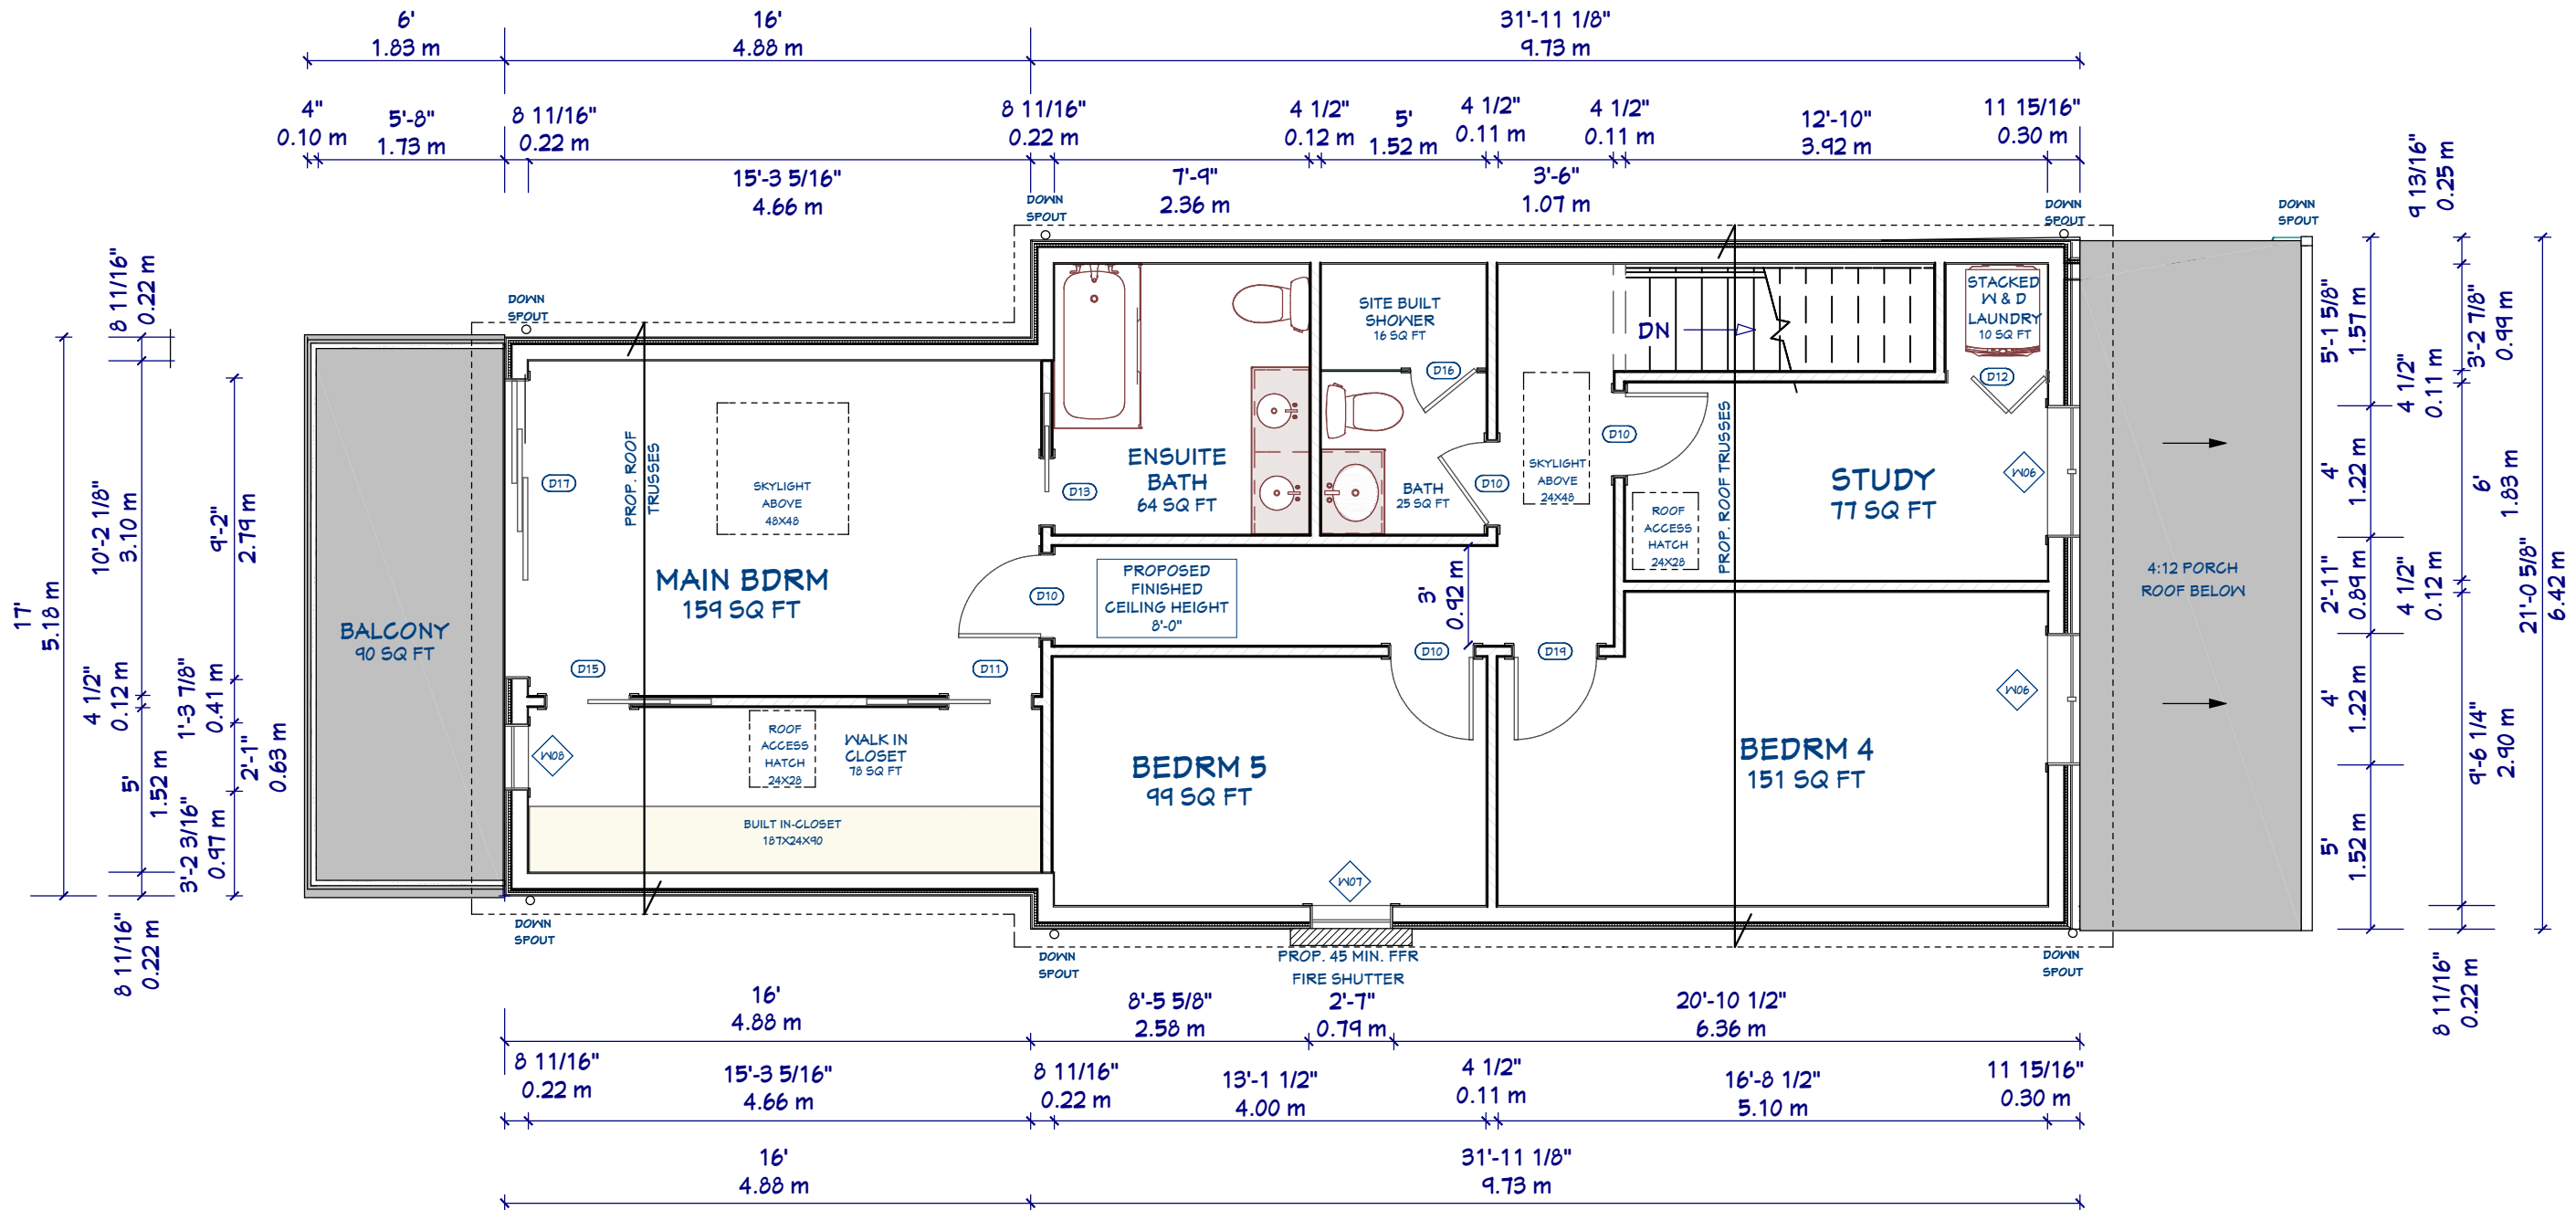 6'
1.83 m
16'
4.88 m
31'-11 1/8"
9.73 m
4"
0.10 m
5'-8"
1.73 m
8 11/16"
0.22 m
15'-3 5/16"
4.66 m
8 11/16"
0.22 m
7'-9"
2.36 m
4 1/2"
0.12 m
5'
1.52 m
4 1/2"
0.11 m
3'-6"
1.07 m
4 1/2"
0.11 m
12'-10"
3.92 m
11 15/16"
0.30 m
DOWN
SPOUT
DOWN
SPOUT
DOWN
SPOUT
DOWN
SPOUT
17'
5.18 m
8 11/16"
0.22 m
10'-2 1/8"
3.10 m
4 1/2"
0.12 m
5'
1.52 m
8 11/16"
0.22 m
9'-2"
2.79 m
1'-3 7/8"
0.41 m
2'-1"
0.63 m
3'-2 3/16"
0.97 m
BALCONY
90 SQ FT
D17
PROP. ROOF
TRUSSES
SKYLIGHT
ABOVE
48X48
MAIN BDRM
159 SQ FT
D15
D11
D10
D13
W08
ROOF
ACCESS
HATCH
24X28
WALK IN
CLOSET
78 SQ FT
BUILT IN-CLOSET
187X24X90
ENSUITE
BATH
64 SQ FT
SITE BUILT
SHOWER
16 SQ FT
D16
BATH
25 SQ FT
D10
SKYLIGHT
ABOVE
24X48
DN
D10
STACKED
W & D
LAUNDRY
10 SQ FT
D12
ROOF
ACCESS
HATCH
24X28
PROP. ROOF TRUSSES
STUDY
77 SQ FT
W06
PROPOSED
FINISHED
CEILING HEIGHT
8'-0"
3'
0.92 m
D10
D19
BEDRM 5
99 SQ FT
W07
BEDRM 4
151 SQ FT
W06
4:12 PORCH
ROOF BELOW
5'-1 5/8"
1.57 m
4'
1.22 m
2'-11"
0.89 m
4'
1.22 m
5'
1.52 m
9 13/16"
0.25 m
3'-2 7/8"
0.99 m
4 1/2"
0.11 m
6'
1.83 m
4 1/2"
0.12 m
9'-6 1/4"
2.90 m
8 11/16"
0.22 m
21'-0 5/8"
6.42 m
DOWN
SPOUT
DOWN
SPOUT
PROP. 45 MIN. FFR
FIRE SHUTTER
DOWN
SPOUT
16'
4.88 m
8'-5 5/8"
2.58 m
2'-7"
0.79 m
20'-10 1/2"
6.36 m
8 11/16"
0.22 m
15'-3 5/16"
4.66 m
8 11/16"
0.22 m
13'-1 1/2"
4.00 m
4 1/2"
0.11 m
16'-8 1/2"
5.10 m
11 15/16"
0.30 m
16'
4.88 m
31'-11 1/8"
9.73 m